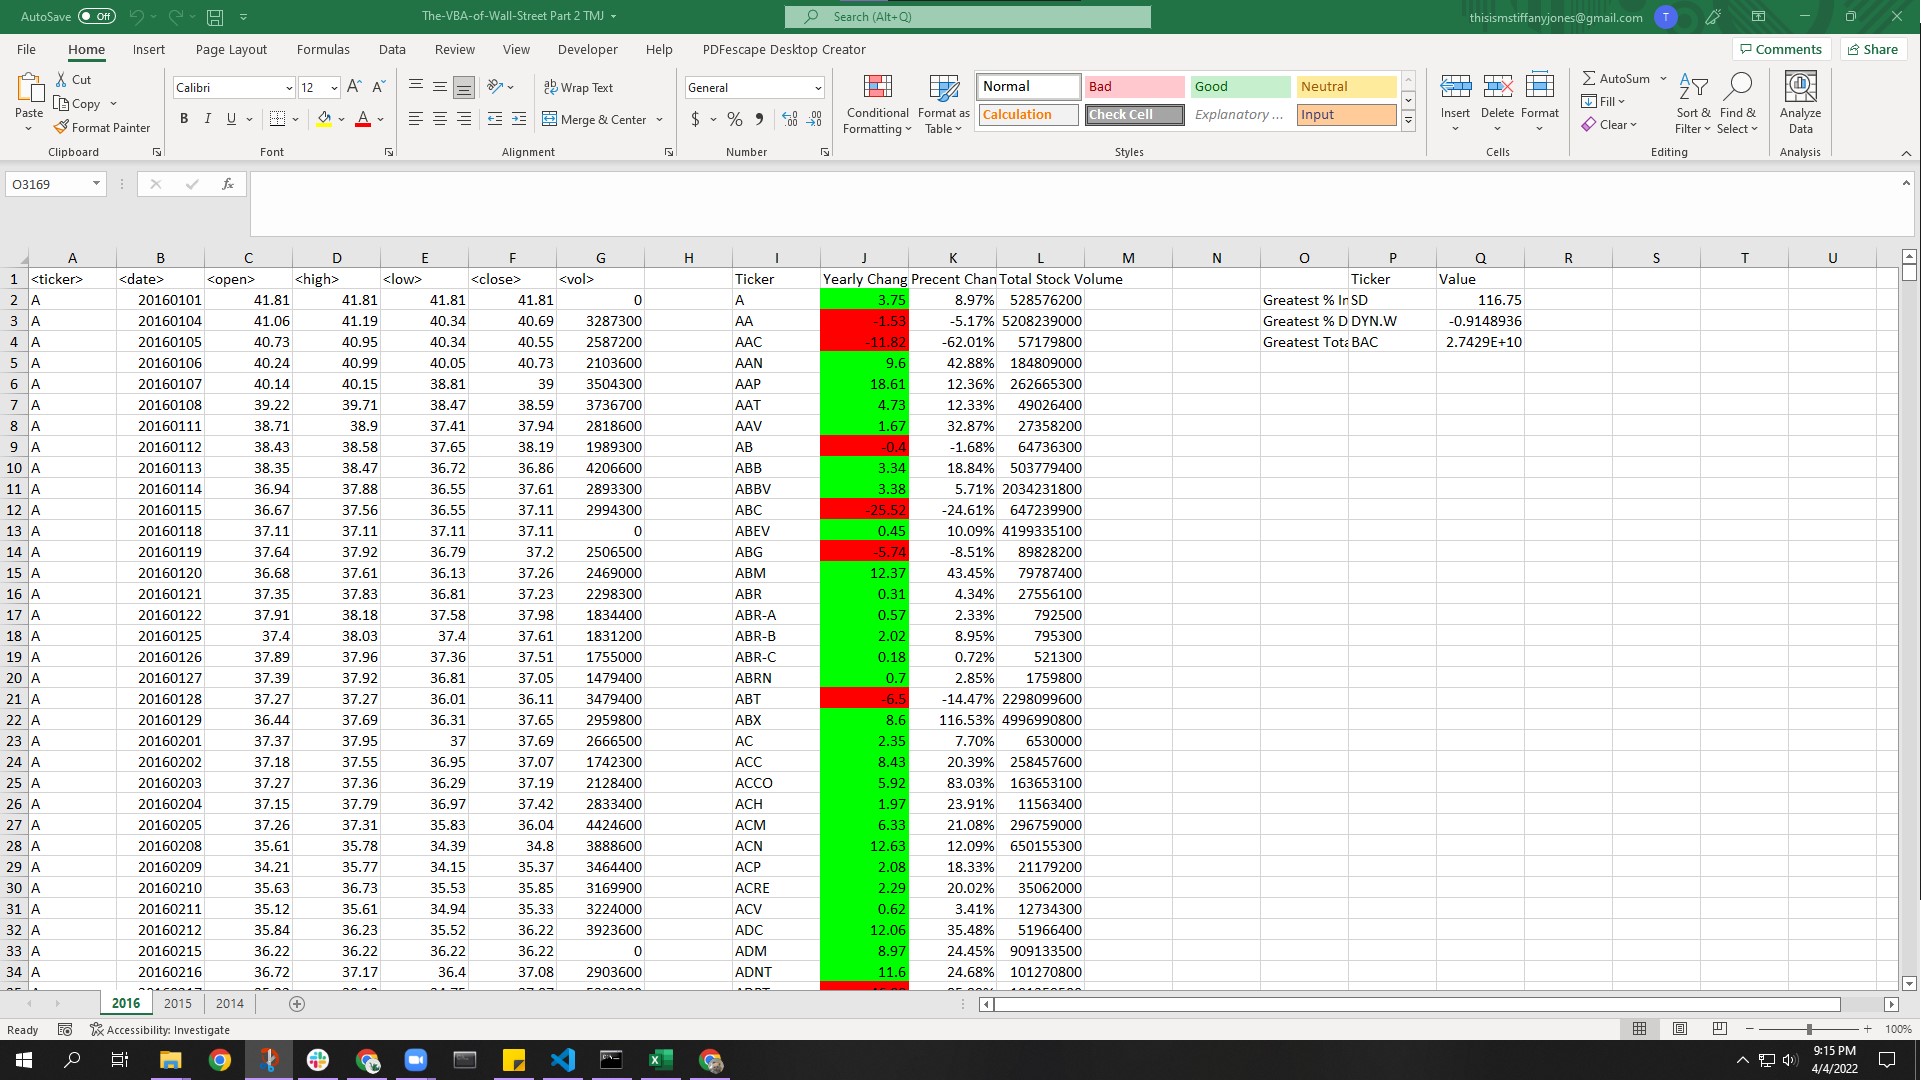 AutoSave Off The-VBA-of-Wall-Street Part 2 TMJ Search (Alt+Q) thisismstiffanyjones@gmail.com T
File Home Insert Page Layout Formulas Data Review View Developer Help PDFescape Desktop Creator Comments Share
Paste Cut Copy Format Painter Clipboard
Calibri 12 B I U A A Font
Wrap Text Merge & Center Alignment
General $ % Number
Conditional Formatting Format as Table
Normal Bad Good Neutral
Calculation Check Cell Explanatory ... Input
Styles
Insert Delete Format Cells
AutoSum Fill Clear Sort & Filter Find & Select Editing
Analyze Data Analysis
O3169 fx
A B C D E F G H I J K L M N O P Q R S T U
1 <ticker> <date> <open> <high> <low> <close> <vol> Ticker Yearly Chang Precent Chan Total Stock Volume Ticker Value
2 A 20160101 41.81 41.81 41.81 41.81 0 A 3.75 8.97% 528576200 Greatest % In SD 116.75
3 A 20160104 41.06 41.19 40.34 40.69 3287300 AA -1.53 -5.17% 5208239000 Greatest % D DYN.W -0.9148936
4 A 20160105 40.73 40.95 40.34 40.55 2587200 AAC -11.82 -62.01% 57179800 Greatest Tota BAC 2.7429E+10
5 A 20160106 40.24 40.99 40.05 40.73 2103600 AAN 9.6 42.88% 184809000
6 A 20160107 40.14 40.15 38.81 39 3504300 AAP 18.61 12.36% 262665300
7 A 20160108 39.22 39.71 38.47 38.59 3736700 AAT 4.73 12.33% 49026400
8 A 20160111 38.71 38.9 37.41 37.94 2818600 AAV 1.67 32.87% 27358200
9 A 20160112 38.43 38.58 37.65 38.19 1989300 AB -0.4 -1.68% 64736300
10 A 20160113 38.35 38.47 36.72 36.86 4206600 ABB 3.34 18.84% 503779400
11 A 20160114 36.94 37.88 36.55 37.61 2893300 ABBV 3.38 5.71% 2034231800
12 A 20160115 36.67 37.56 36.55 37.11 2994300 ABC -25.52 -24.61% 647239900
13 A 20160118 37.11 37.11 37.11 37.11 0 ABEV 0.45 10.09% 4199335100
14 A 20160119 37.64 37.92 36.79 37.2 2506500 ABG -5.74 -8.51% 89828200
15 A 20160120 36.68 37.61 36.13 37.26 2469000 ABM 12.37 43.45% 79787400
16 A 20160121 37.35 37.83 36.81 37.23 2298300 ABR 0.31 4.34% 27556100
17 A 20160122 37.91 38.18 37.58 37.98 1834400 ABR-A 0.57 2.33% 792500
18 A 20160125 37.4 38.03 37.4 37.61 1831200 ABR-B 2.02 8.95% 795300
19 A 20160126 37.89 37.96 37.36 37.51 1755000 ABR-C 0.18 0.72% 521300
20 A 20160127 37.39 37.92 36.81 37.05 1479400 ABRN 0.7 2.85% 1759800
21 A 20160128 37.27 37.27 36.01 36.11 3479400 ABT -6.5 -14.47% 2298099600
22 A 20160129 36.44 37.69 36.31 37.65 2959800 ABX 8.6 116.53% 4996990800
23 A 20160201 37.37 37.95 37 37.69 2666500 AC 2.35 7.70% 6530000
24 A 20160202 37.18 37.55 36.95 37.07 1742300 ACC 8.43 20.39% 258457600
25 A 20160203 37.27 37.36 36.29 37.19 2128400 ACCO 5.92 83.03% 163653100
26 A 20160204 37.15 37.79 36.97 37.42 2833400 ACH 1.97 23.91% 11563400
27 A 20160205 37.26 37.31 35.83 36.04 4424600 ACM 6.33 21.08% 296759000
28 A 20160208 35.61 35.78 34.39 34.8 3888600 ACN 12.63 12.09% 650155300
29 A 20160209 34.21 35.77 34.15 35.37 3464400 ACP 2.08 18.33% 21179200
30 A 20160210 35.63 36.73 35.53 35.85 3169900 ACRE 2.29 20.02% 35062000
31 A 20160211 35.12 35.61 34.94 35.33 3224000 ACV 0.62 3.41% 12734300
32 A 20160212 35.84 36.23 35.52 36.22 3923600 ADC 12.06 35.48% 51966400
33 A 20160215 36.22 36.22 36.22 36.22 0 ADM 8.97 24.45% 909133500
34 A 20160216 36.72 37.17 36.4 37.08 2903600 ADNT 11.6 24.68% 101270800
2016 2015 2014
Ready Accessibility: Investigate 100%
9:15 PM
4/4/2022